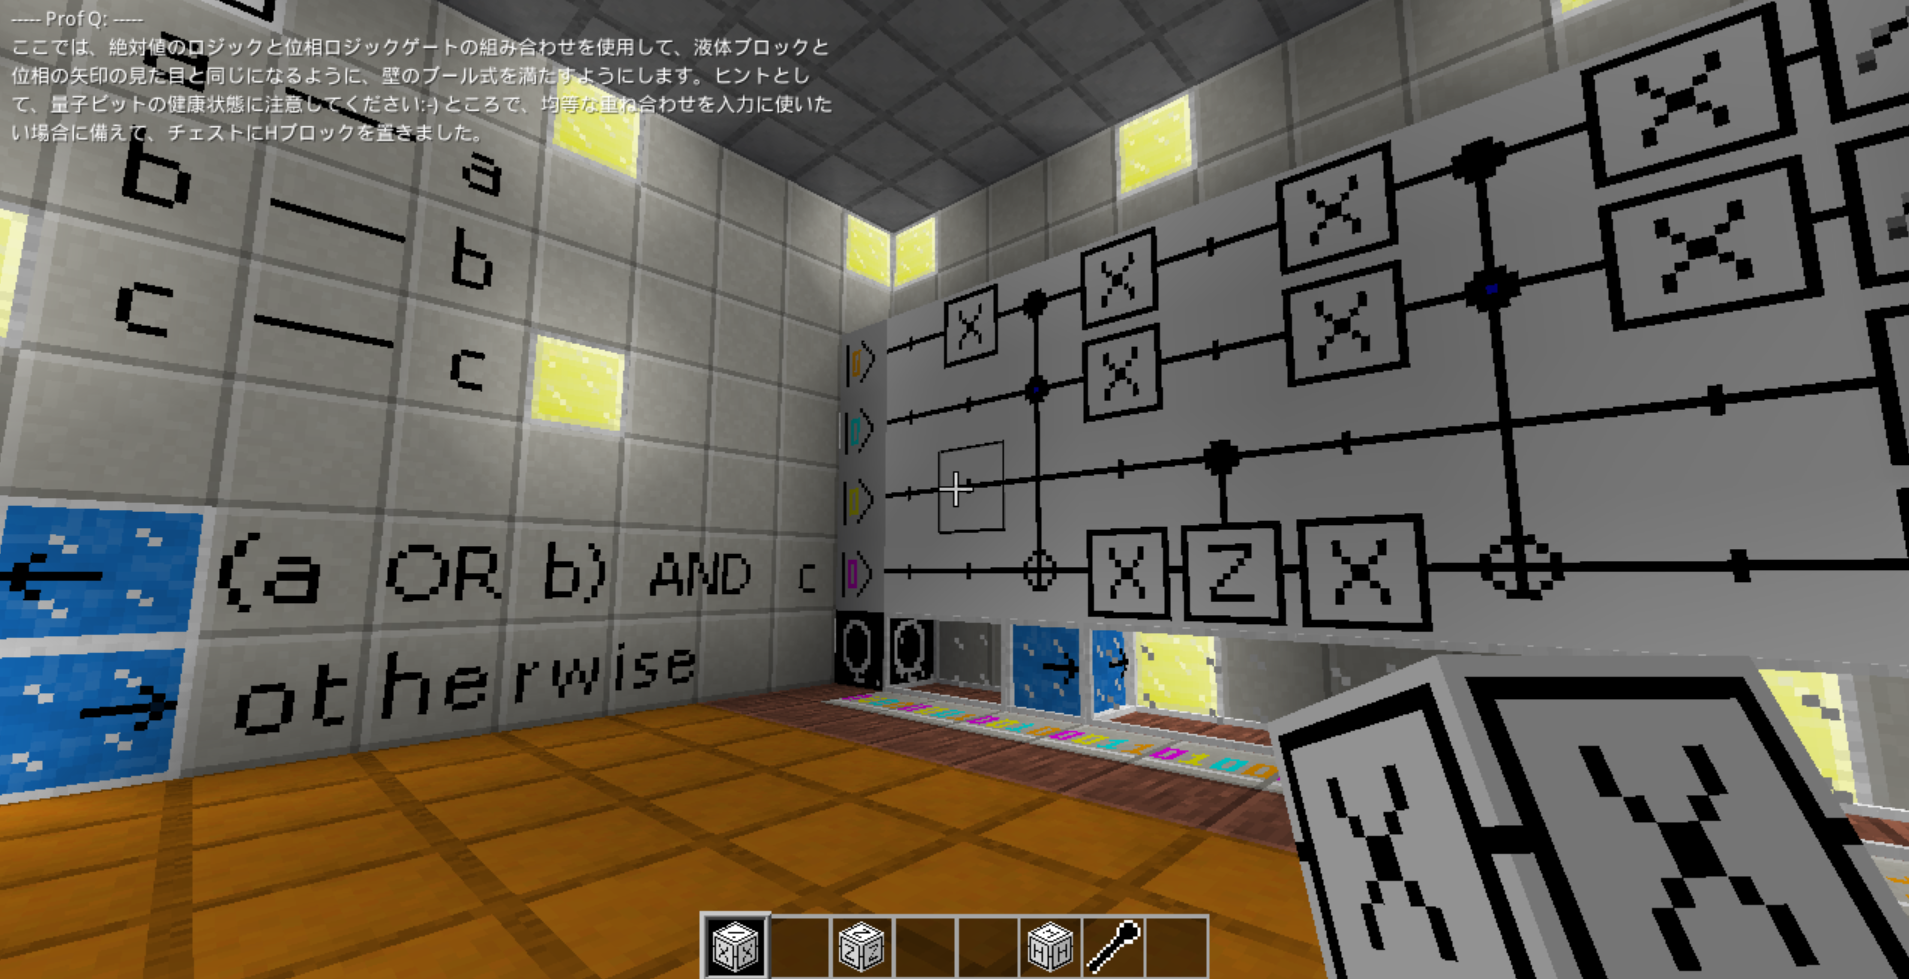 ----- Prof Q: -----
ここでは、絶対値のロジックと位相ロジックゲートの組み合わせを使用して、液体ブロックと
位相の矢印の見た目と同じになるように、壁のブール式を満たすようにします。ヒントとし
て、量子ビットの健康状態に注意してください:-) ところで、均等な重ね合わせを入力に使いた
い場合に備えて、チェストにHブロックを置きました。
a
b a
c b
c
(a OR b) AND c
otherwise
X X X X
X X X
|0>
|0>
|0>
|0> X Z X
Q Q
X X
X X Z Z H H